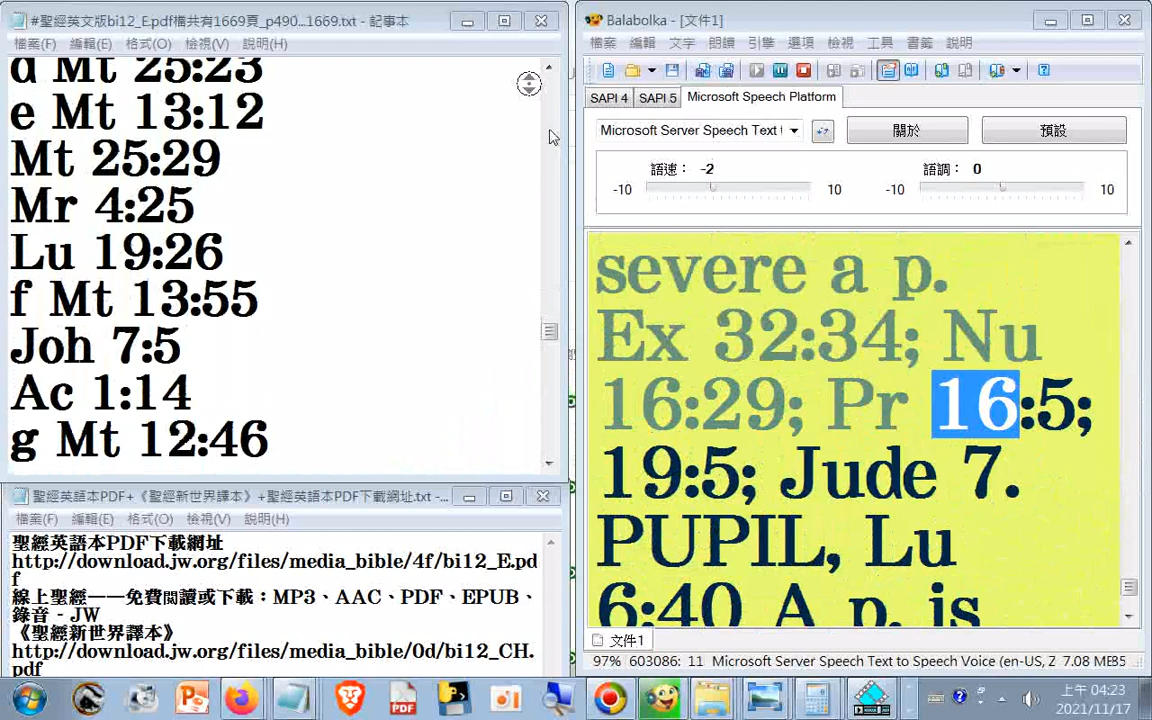 #聖經英文版bi12_E.pdf檔共有1669頁_p490...1669.txt - 記事本
檔案(F) 編輯(E) 格式(O) 檢視(V) 說明(H)
d Mt 25:23
e Mt 13:12
Mt 25:29
Mr 4:25
Lu 19:26
f Mt 13:55
Joh 7:5
Ac 1:14
g Mt 12:46
聖經英語本PDF+《聖經新世界譯本》+聖經英語本PDF下載網址.txt -...
檔案(F) 編輯(E) 格式(O) 檢視(V) 說明(H)
聖經英語本PDF下載網址
http://download.jw.org/files/media_bible/4f/bi12_E.pd
f
線上聖經——免費閱讀或下載：MP3、AAC、PDF、EPUB、
錄音 - JW
《聖經新世界譯本》
http://download.jw.org/files/media_bible/0d/bi12_CH.
pdf
Balabolka - [文件1]
檔案 編輯 文字 朗讀 引擎 選項 檢視 工具 書籤 說明
SAPI 4 SAPI 5 Microsoft Speech Platform
Microsoft Server Speech Text 關於 預設
語速： -2 語調： 0
-10 10 -10 10
severe a p.
Ex 32:34; Nu
16:29; Pr 16:5;
19:5; Jude 7.
PUPIL, Lu
6:40 A p. is
文件1
97% 603086: 11 Microsoft Server Speech Text to Speech Voice (en-US, Z 7.08 MB
上午 04:23
2021/11/17